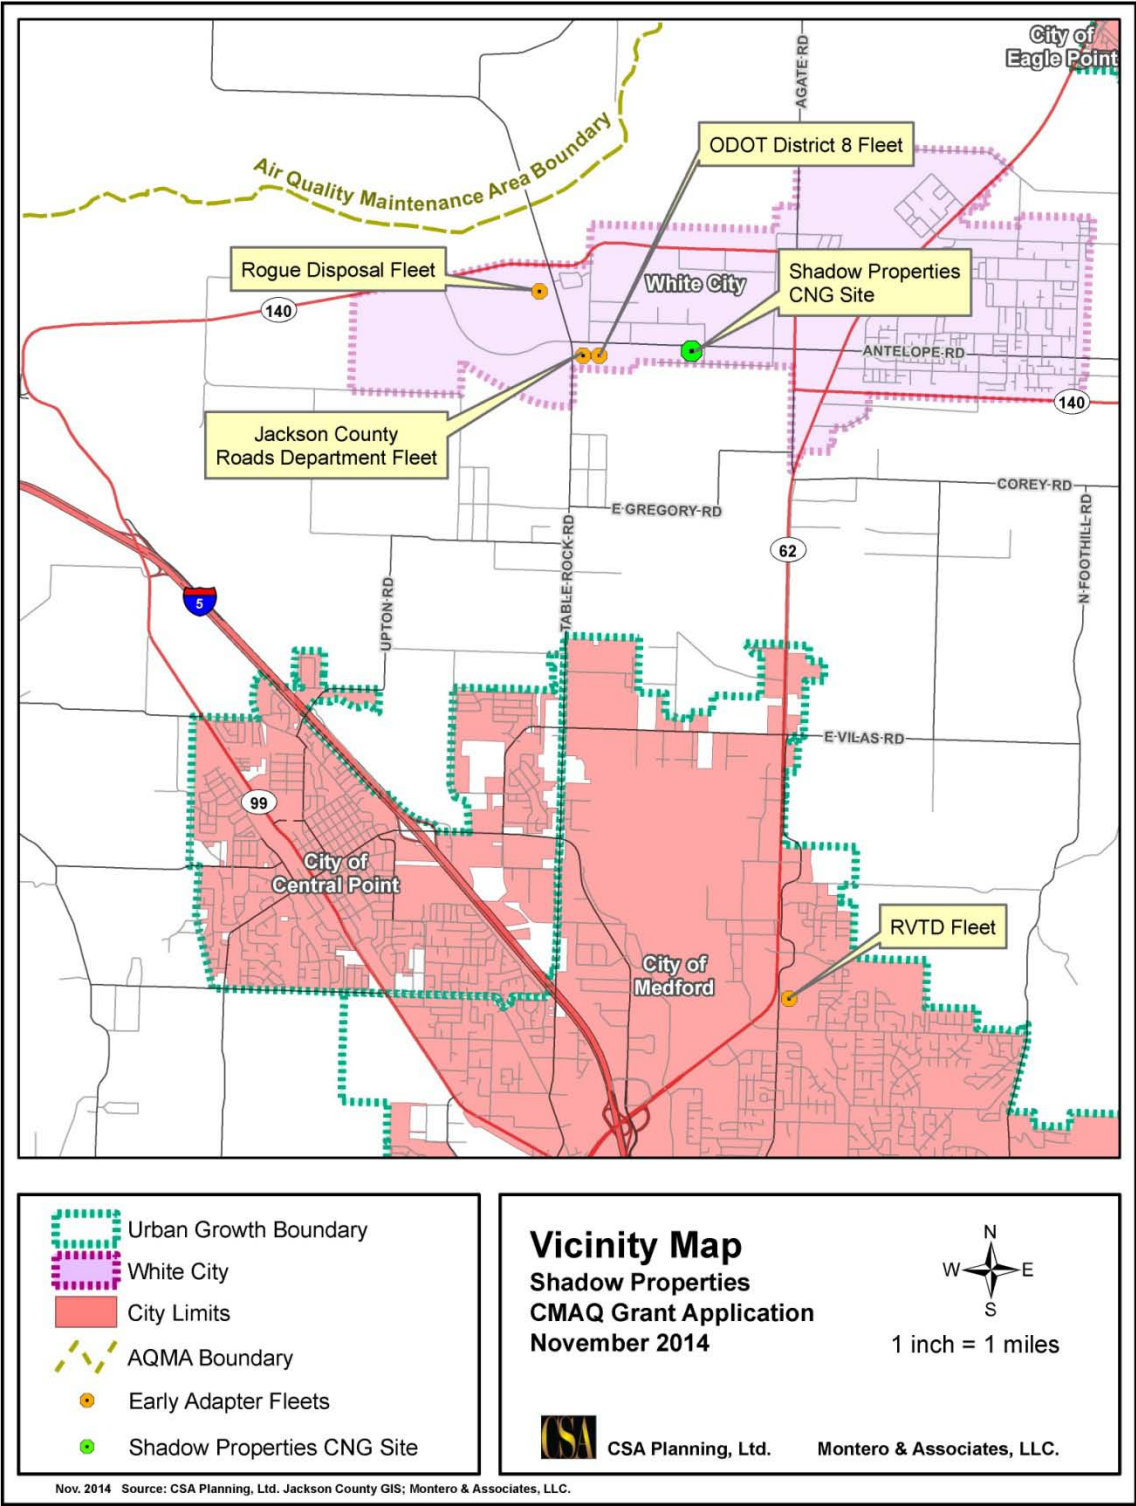 City of
Eagle Point
AGATE RD
ODOT District 8 Fleet
Air Quality Maintenance Area Boundary
Rogue Disposal Fleet
White City
Shadow Properties
CNG Site
140
ANTELOPE RD
140
Jackson County
Roads Department Fleet
COREY RD
E GREGORY RD
TABLE ROCK RD
62
N FOOTHILL RD
UPTON RD
5
E VILAS RD
99
City of
Central Point
RVTD Fleet
City of
Medford
Urban Growth Boundary
White City
City Limits
AQMA Boundary
Early Adapter Fleets
Shadow Properties CNG Site
Vicinity Map
Shadow Properties
CMAQ Grant Application
November 2014
N
W E
S
1 inch = 1 miles
CSA
CSA Planning, Ltd. Montero & Associates, LLC.
Nov. 2014 Source: CSA Planning, Ltd. Jackson County GIS; Montero & Associates, LLC.